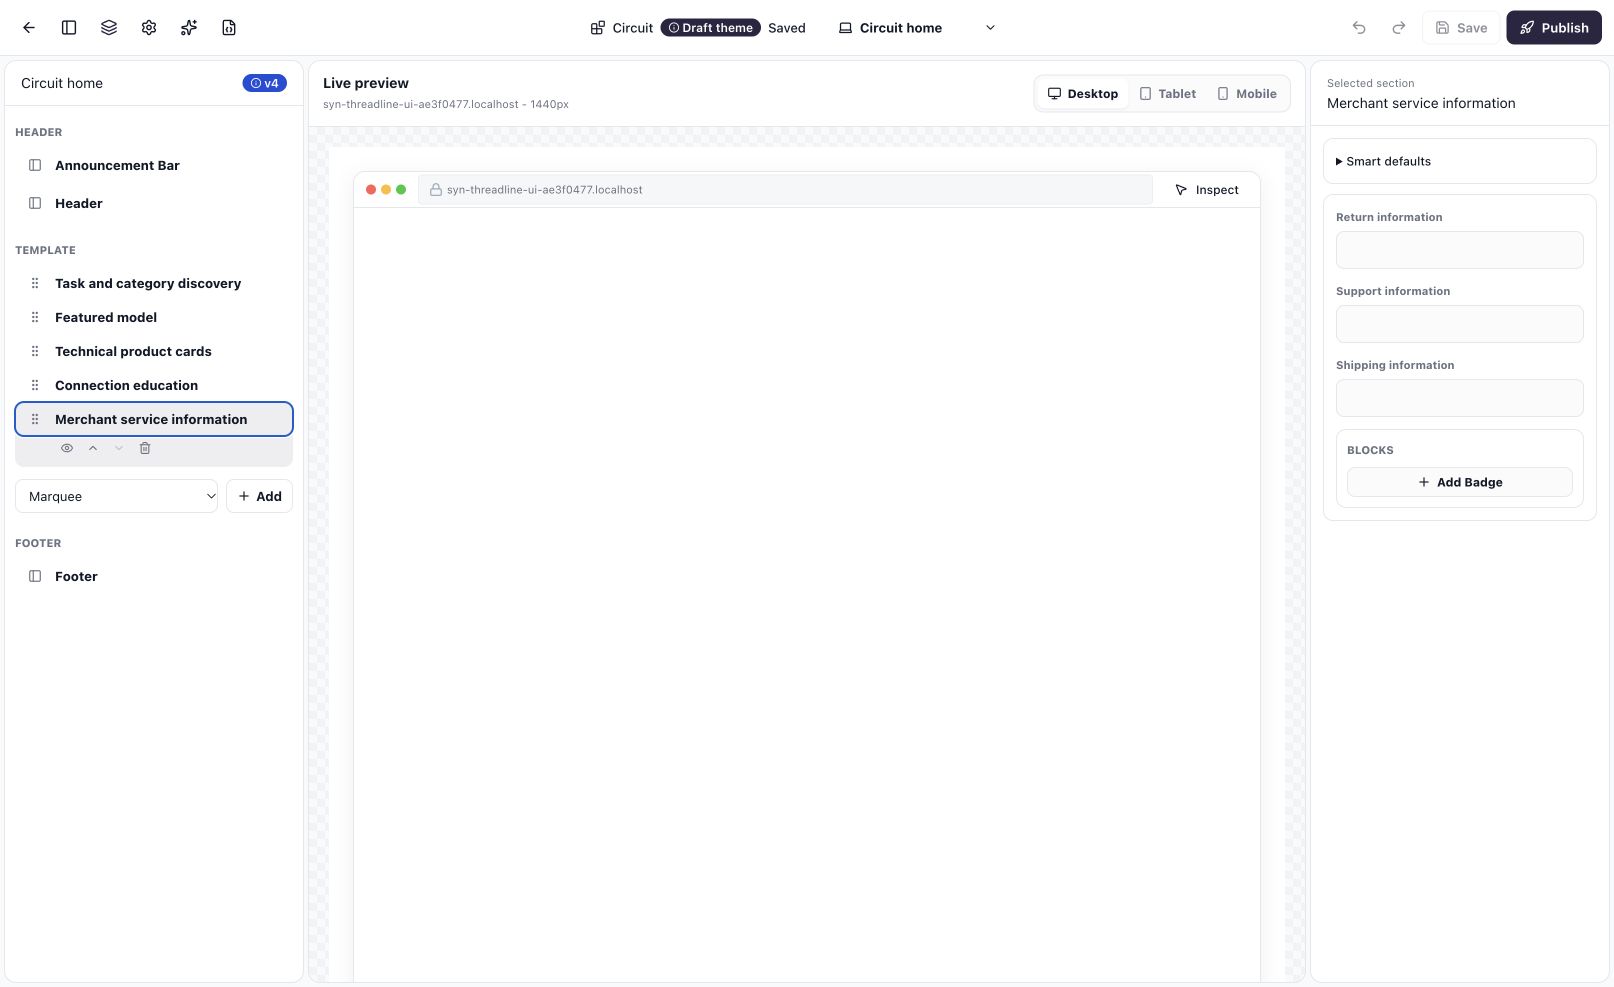 Circuit
Draft theme
Saved
Circuit home
Save
Publish
Circuit home
v4
HEADER
Announcement Bar
Header
TEMPLATE
Task and category discovery
Featured model
Technical product cards
Connection education
Merchant service information
Marquee
Add
FOOTER
Footer
Live preview
syn-threadline-ui-ae3f0477.localhost - 1440px
Desktop
Tablet
Mobile
syn-threadline-ui-ae3f0477.localhost
Inspect
Selected section
Merchant service information
Smart defaults
Return information
Support information
Shipping information
BLOCKS
Add Badge